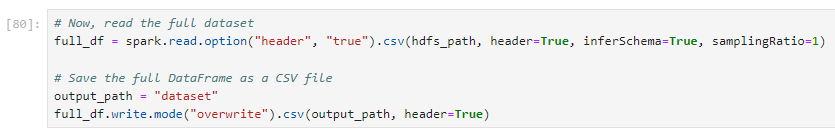 [80]: # Now, read the full dataset
full_df = spark.read.option("header", "true").csv(hdfs_path, header=True, inferSchema=True, samplingRatio=1)
# Save the full DataFrame as a CSV file
output_path = "dataset"
full_df.write.mode("overwrite").csv(output_path, header=True)